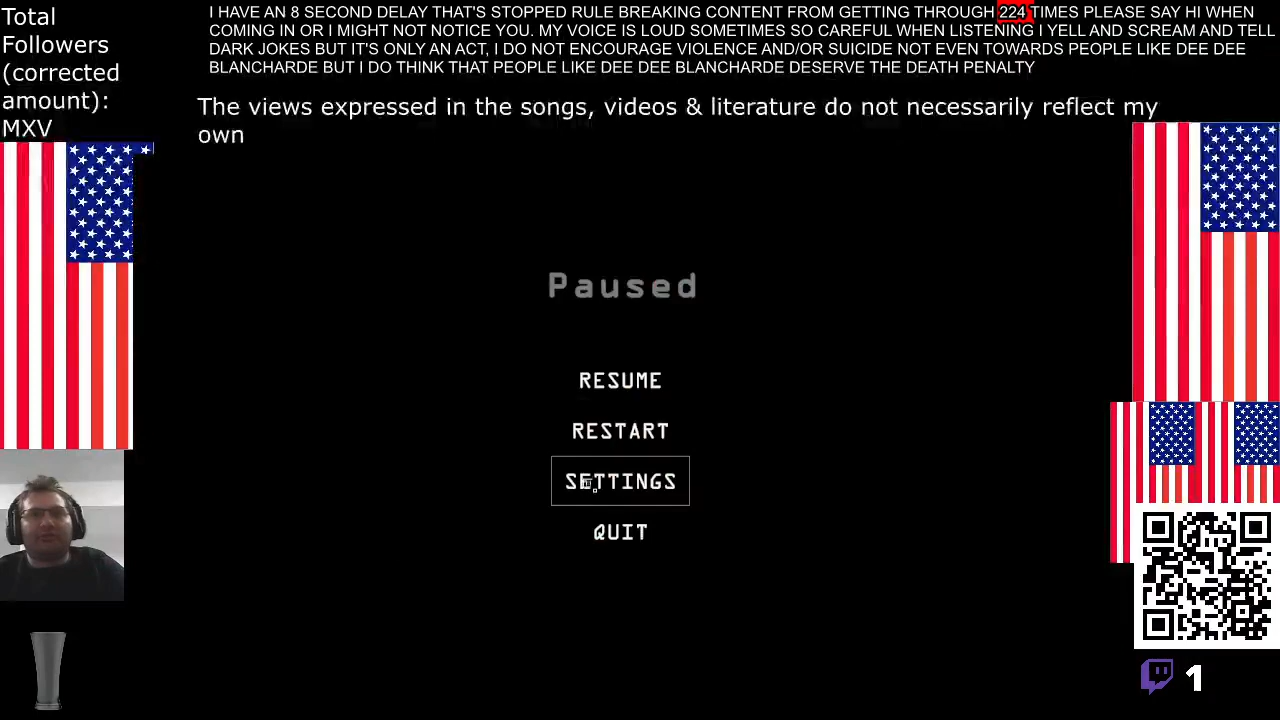 Total
Followers
(corrected
amount):
MXV
I HAVE AN 8 SECOND DELAY THAT'S STOPPED RULE BREAKING CONTENT FROM GETTING THROUGH 224 TIMES PLEASE SAY HI WHEN
COMING IN OR I MIGHT NOT NOTICE YOU. MY VOICE IS LOUD SOMETIMES SO CAREFUL WHEN LISTENING I YELL AND SCREAM AND TELL
DARK JOKES BUT IT'S ONLY AN ACT, I DO NOT ENCOURAGE VIOLENCE AND/OR SUICIDE NOT EVEN TOWARDS PEOPLE LIKE DEE DEE
BLANCHARDE BUT I DO THINK THAT PEOPLE LIKE DEE DEE BLANCHARDE DESERVE THE DEATH PENALTY
The views expressed in the songs, videos & literature do not necessarily reflect my
own
Paused
RESUME
RESTART
SETTINGS
QUIT
1